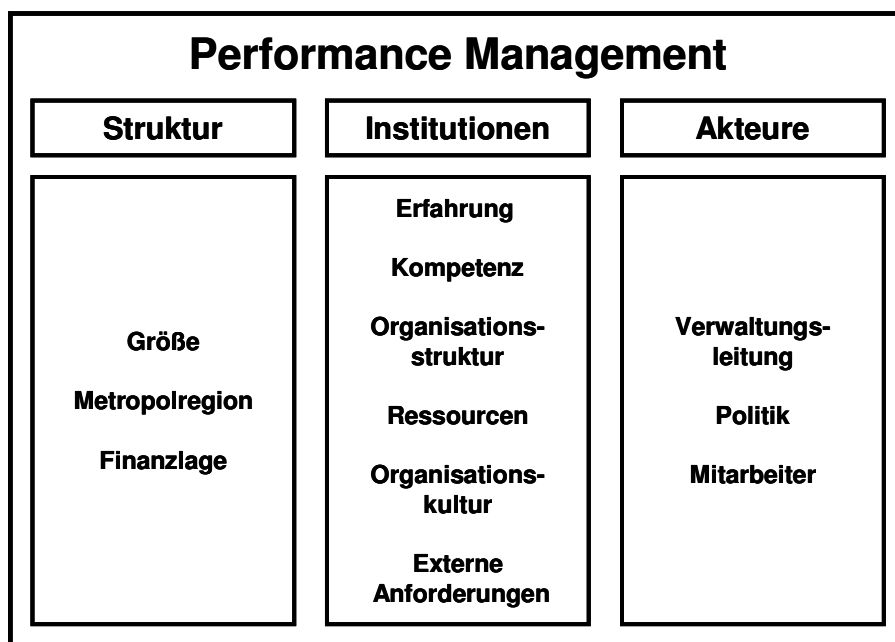 Performance Management
Struktur
Institutionen
Akteure
Größe
Metropolregion
Finanzlage
Erfahrung
Kompetenz
Organisations-
struktur
Ressourcen
Organisations-
kultur
Externe
Anforderungen
Verwaltungs-
leitung
Politik
Mitarbeiter